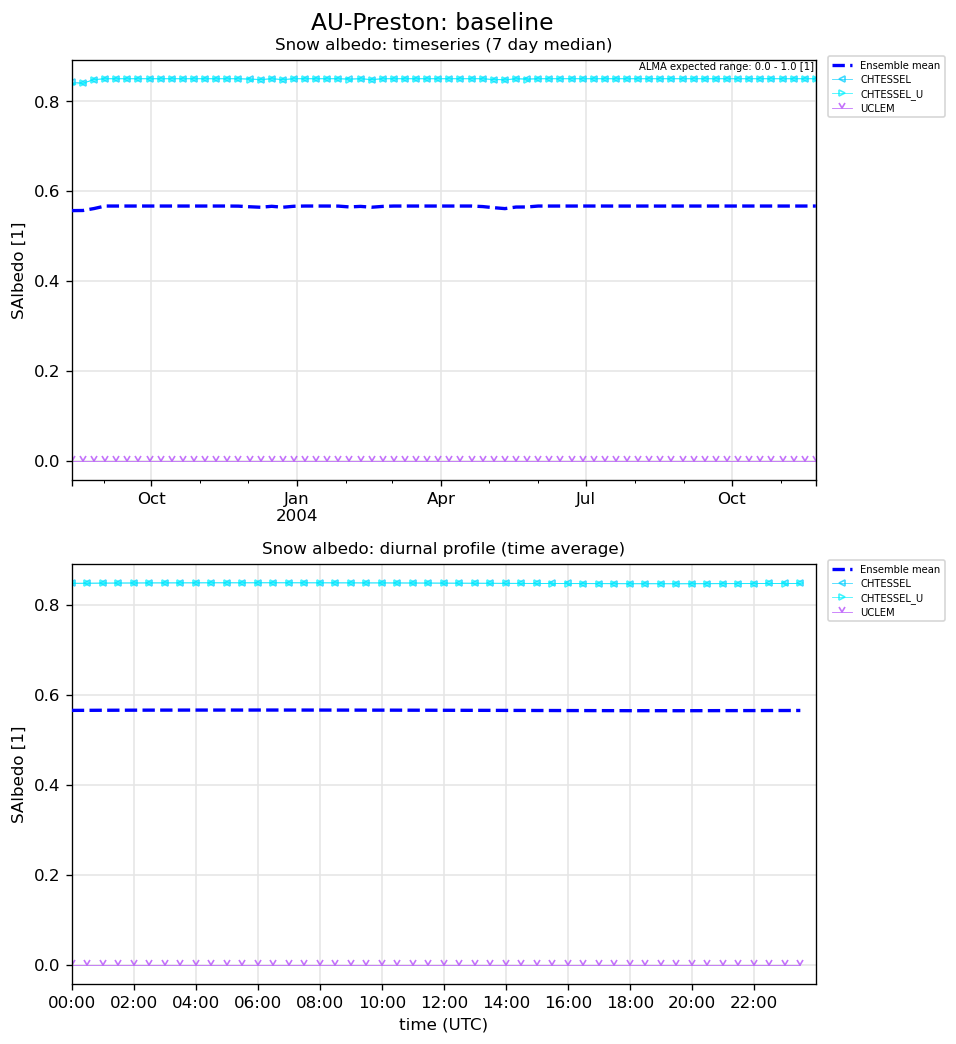 AU-Preston: baseline
Snow albedo: timeseries (7 day median)
ALMA expected range: 0.0 - 1.0 [1]
Ensemble mean
CHTESSEL
CHTESSEL_U
UCLEM
0.8
0.6
0.4
0.2
0.0
SAlbedo [1]
Oct Jan Apr Jul Oct
2004
Snow albedo: diurnal profile (time average)
Ensemble mean
CHTESSEL
CHTESSEL_U
UCLEM
0.8
0.6
0.4
0.2
0.0
SAlbedo [1]
00:00 02:00 04:00 06:00 08:00 10:00 12:00 14:00 16:00 18:00 20:00 22:00
time (UTC)